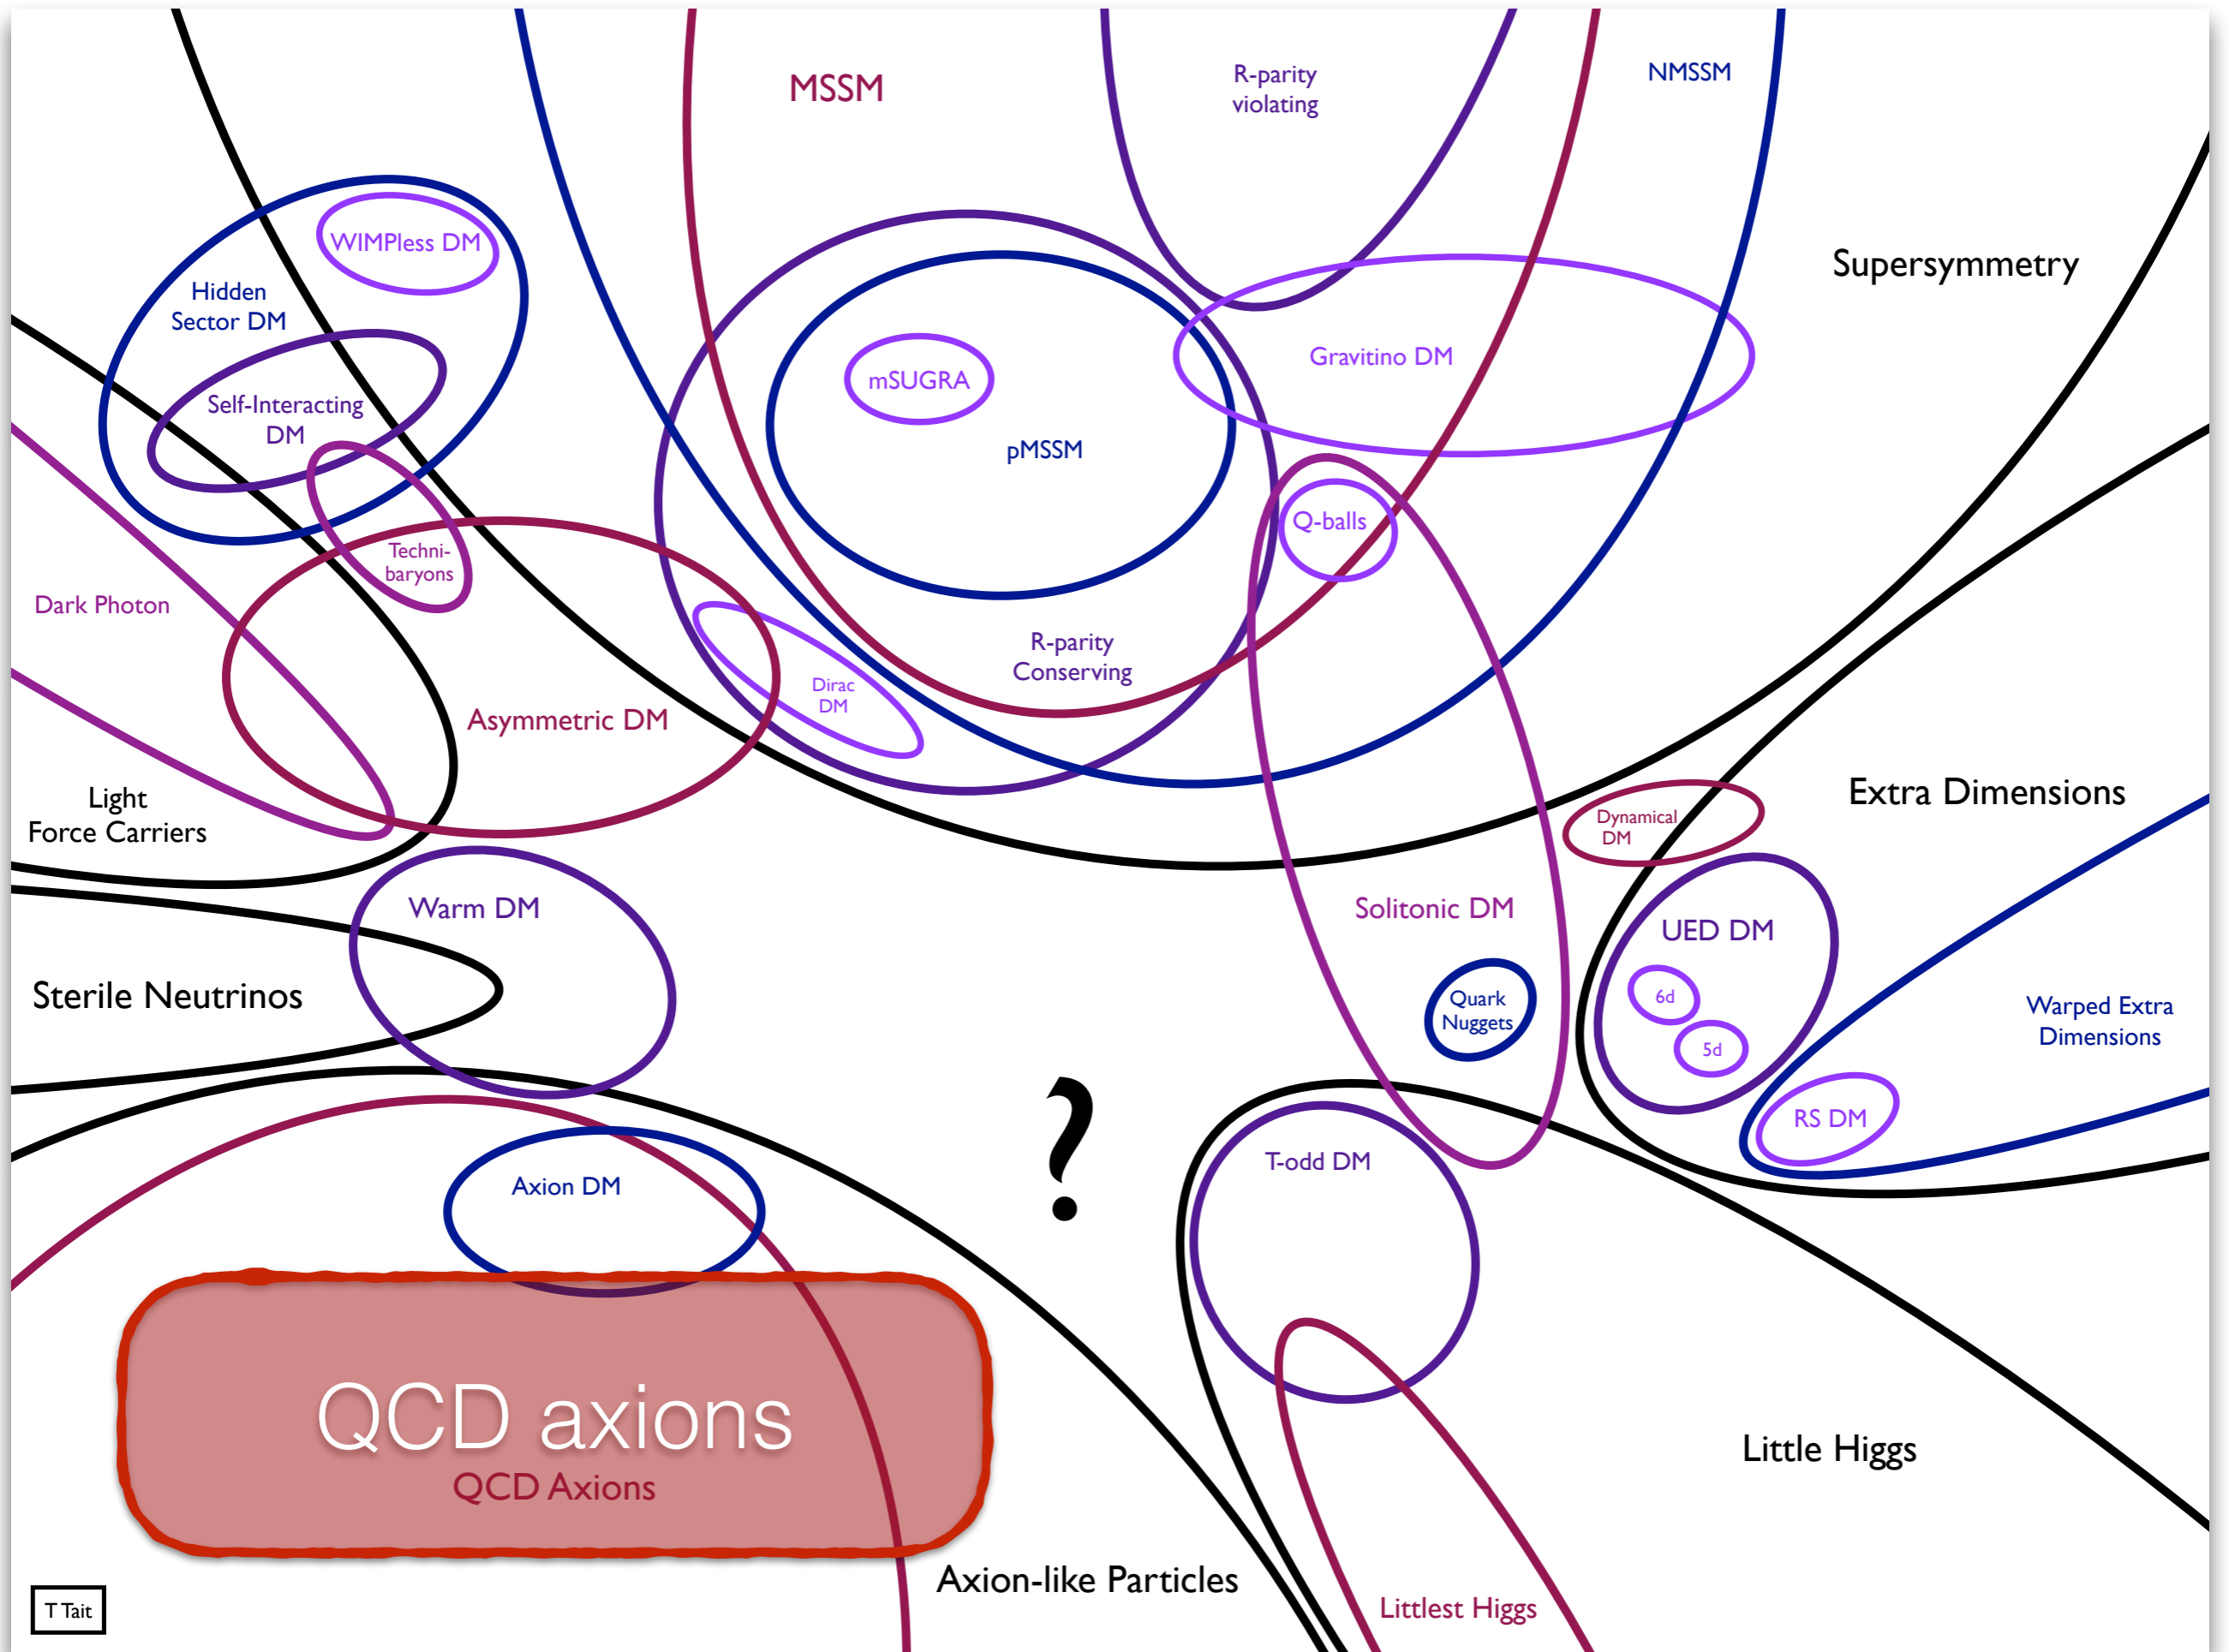 MSSM
R-parity
violating
NMSSM
WIMPless DM
Supersymmetry
Hidden
Sector DM
Gravitino DM
mSUGRA
Self-Interacting
DM
pMSSM
Q-balls
Techni-
baryons
Dark Photon
R-parity
Conserving
Dirac
DM
Asymmetric DM
Light
Force Carriers
Extra Dimensions
Dynamical
DM
Warm DM
Solitonic DM
UED DM
Sterile Neutrinos
Quark
Nuggets
6d
5d
Warped Extra
Dimensions
RS DM
?
T-odd DM
Axion DM
QCD axions
QCD Axions
Little Higgs
Axion-like Particles
Littlest Higgs
T Tait